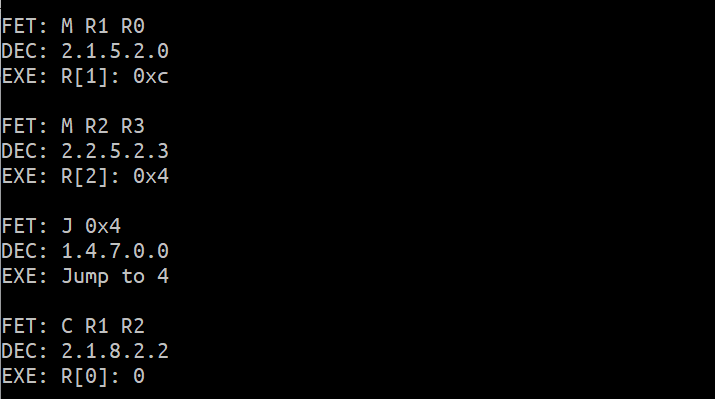 FET: M R1 R0
DEC: 2.1.5.2.0
EXE: R[1]: 0xc
FET: M R2 R3
DEC: 2.2.5.2.3
EXE: R[2]: 0x4
FET: J 0x4
DEC: 1.4.7.0.0
EXE: Jump to 4
FET: C R1 R2
DEC: 2.1.8.2.2
EXE: R[0]: 0